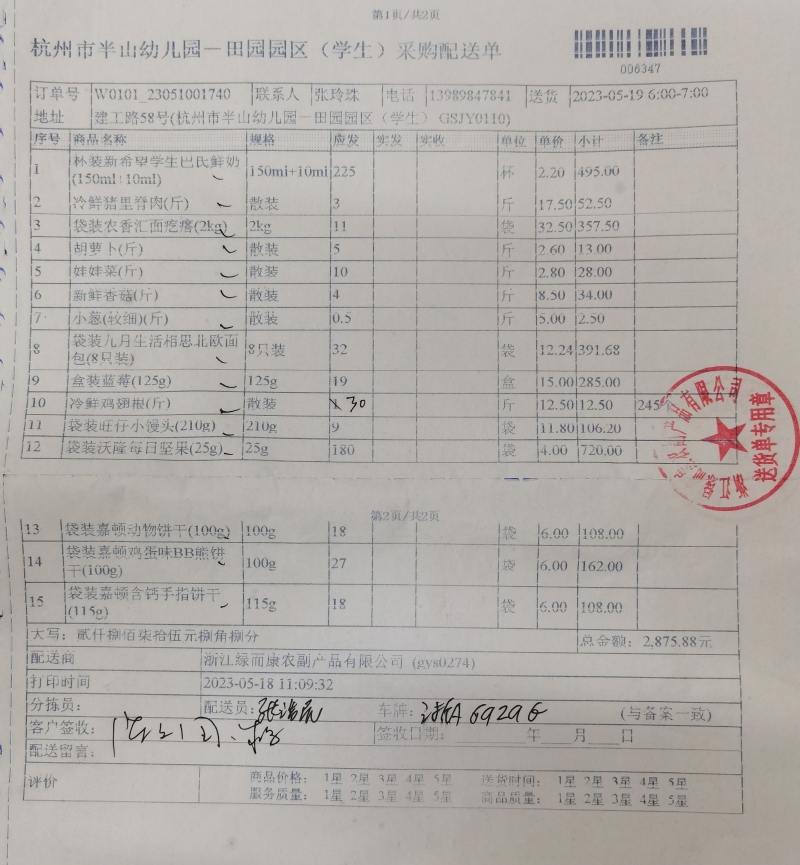 第1页/共2页
杭州市半山幼儿园－田园园区（学生）采购配送单
006347
订单号 W0101_23051001740 联系人 张玲珠 电话 13989847841 送货 2023-05-19 6:00-7:00
地址 建工路58号(杭州市半山幼儿园－田园园区（学生） GSJY0110)
序号 商品名称 规格 应发 实发 实收 单位 单价 小计 备注
1 杯装新希望学生巴氏鲜奶(150ml+10ml) 150ml+10ml 225 杯 2.20 495.00
2 冷鲜猪里脊肉(斤) 散装 3 斤 17.50 52.50
3 袋装农香汇面疙瘩(2kg) 2kg 11 袋 32.50 357.50
4 胡萝卜(斤) 散装 5 斤 2.60 13.00
5 娃娃菜(斤) 散装 10 斤 2.80 28.00
6 新鲜香菇(斤) 散装 4 斤 8.50 34.00
7 小葱(较细)(斤) 散装 0.5 斤 5.00 2.50
8 袋装九月生活相思北欧面包(8只装) 8只装 32 袋 12.24 391.68
9 盒装蓝莓(125g) 125g 19 盒 15.00 285.00
10 冷鲜鸡翅根(斤) 散装 1 30 斤 12.50 12.50 245
11 袋装旺仔小馒头(210g) 210g 9 袋 11.80 106.20
12 袋装沃隆每日坚果(25g) 25g 180 袋 4.00 720.00
产品有限公司
送货单专用章
第2页/共2页
13 袋装嘉顿动物饼干(100g) 100g 18 袋 6.00 108.00
14 袋装嘉顿鸡蛋味BB熊饼干(100g) 100g 27 袋 6.00 162.00
15 袋装嘉顿含钙手指饼干(115g) 115g 18 袋 6.00 108.00
大写：贰仟捌佰柒拾伍元捌角捌分 总金额：2,875.88元
配送商 浙江绿而康农副产品有限公司 (gys0274)
打印时间 2023-05-18 11:09:32
分拣员： 配送员： 车牌：浙A G929G (与备案一致)
客户签收： 签收日期： 年 月 日
配送留言：
评价 商品价格： 1星 2星 3星 4星 5星 送货时间： 1星 2星 3星 4星 5星
服务质量： 1星 2星 3星 4星 5星 商品质量： 1星 2星 3星 4星 5星